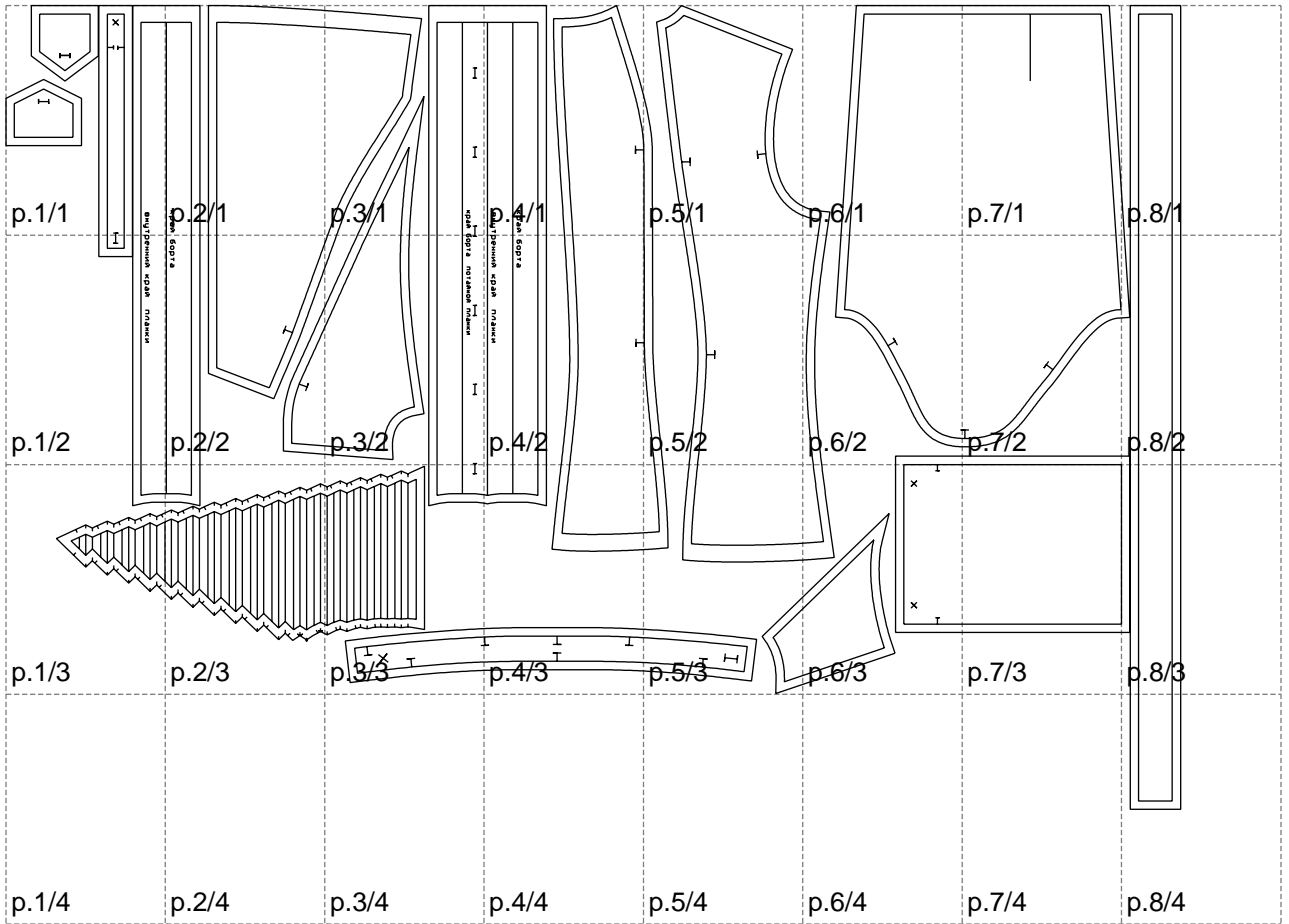 p.1/1
p.2/1
p.3/1
p.4/1
p.5/1
p.6/1
p.7/1
p.8/1
внутренний край планки
край борта
край борта потайной планки
внутренний край планки
край борта
p.1/2
p.2/2
p.3/2
p.4/2
p.5/2
p.6/2
p.7/2
p.8/2
p.1/3
p.2/3
p.3/3
p.4/3
p.5/3
p.6/3
p.7/3
p.8/3
p.1/4
p.2/4
p.3/4
p.4/4
p.5/4
p.6/4
p.7/4
p.8/4